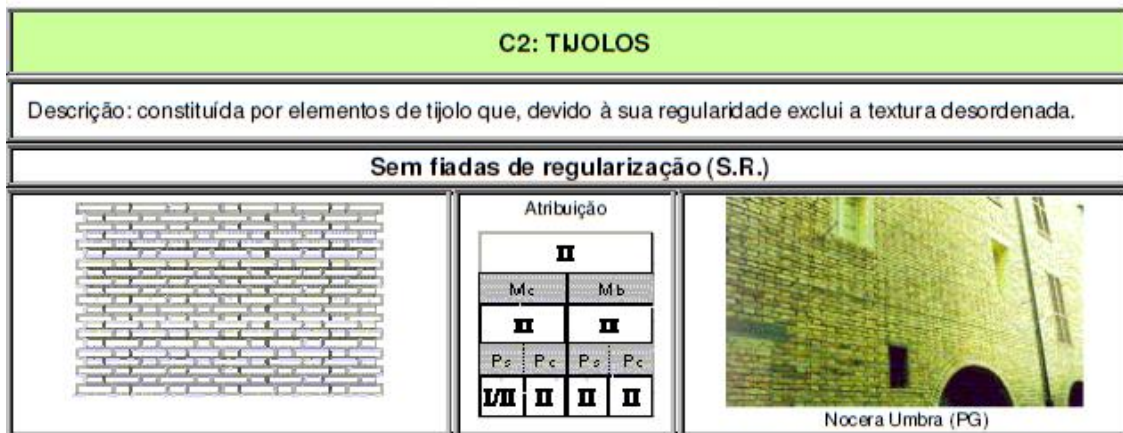 C2: TIJOLOS
Descrição: constituída por elementos de tijolo que, devido à sua regularidade exclui a textura desordenada.
Sem fiadas de regularização (S.R.)
Atribuição
II
Mc Mb
II II
Ps Pc Ps Pc
I/II II II II
Nocera Umbra (PG)